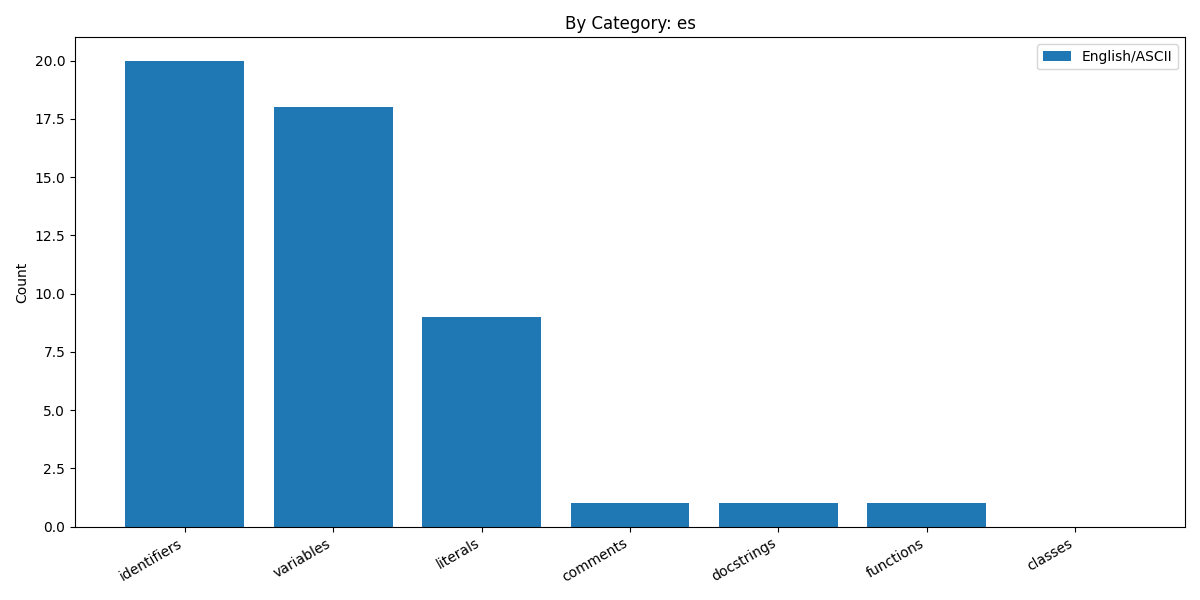 By Category: es
English/ASCII
Count
20.0
17.5
15.0
12.5
10.0
7.5
5.0
2.5
0.0
identifiers
variables
literals
comments
docstrings
functions
classes